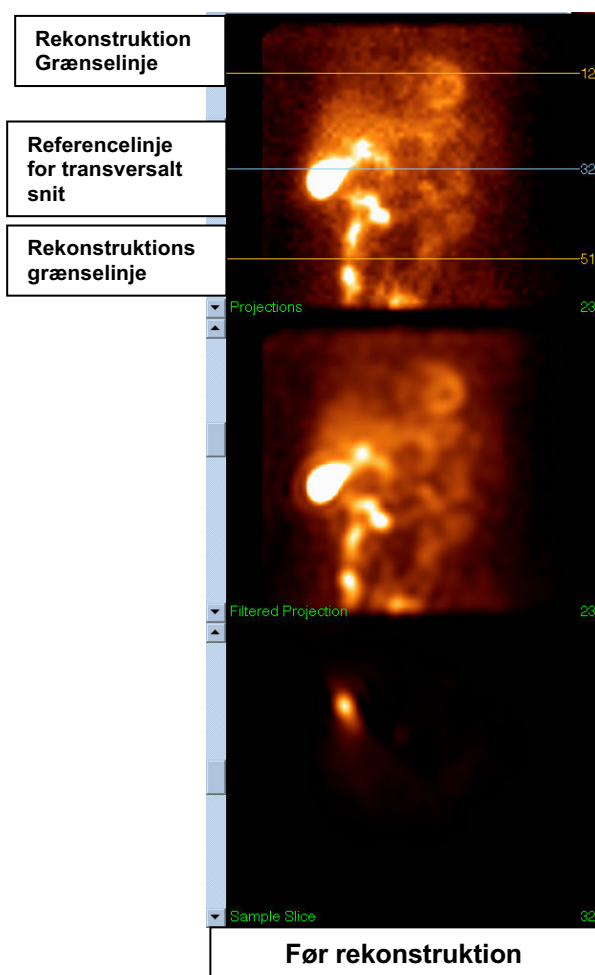 Rekonstruktion
Grænselinje
12
Referencelinje
for transversalt
snit
32
Rekonstruktions
grænselinje
51
Projections 23
Filtered Projection 23
Sample Slice 32
Før rekonstruktion